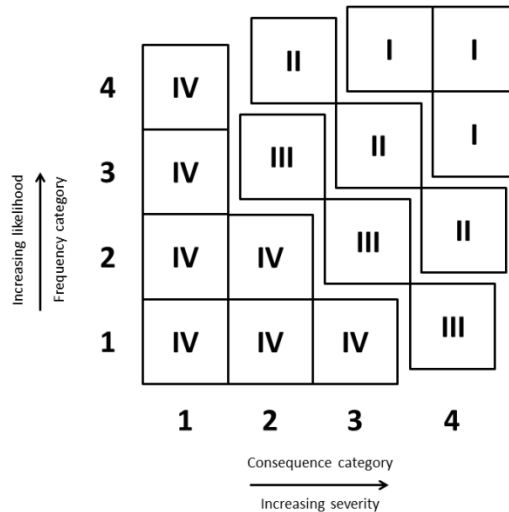 I I
II
4 IV
I
III II
3 IV
II
III
2 IV IV
III
1 IV IV IV
1 2 3 4
Increasing likelihood
Frequency category
Consequence category
Increasing severity